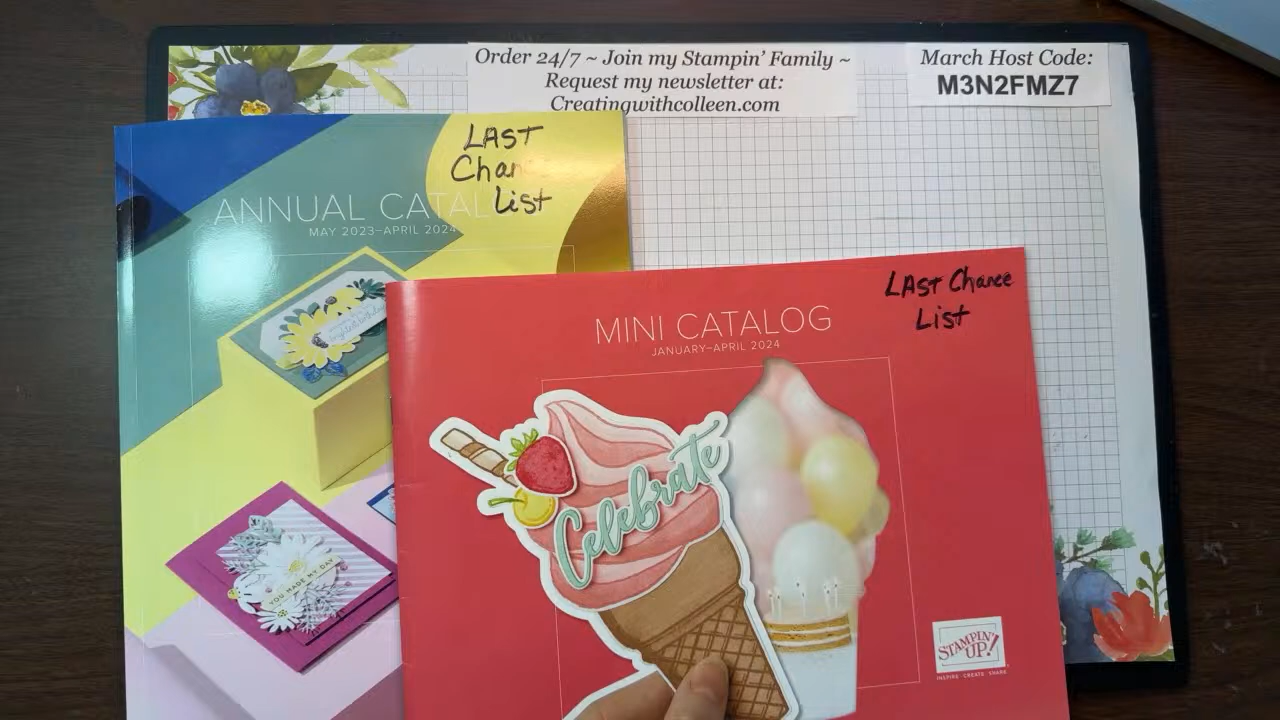 Order 24/7 ~ Join my Stampin' Family ~
Request my newsletter at:
Creatingwithcolleen.com
March Host Code:
M3N2FMZ7
LAST
Chan
List
ANNUAL CATAL
MAY 2023–APRIL 2024
YOU MADE MY DAY
LAST Chance
List
MINI CATALOG
JANUARY–APRIL 2024
Celebrate
STAMPIN' UP!
INSPIRE CREATE SHARE